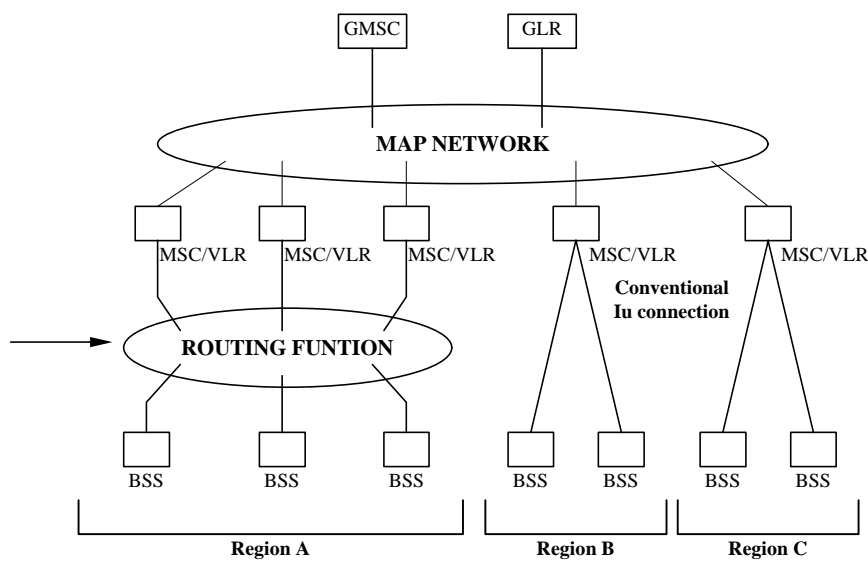 GMSC GLR
MAP NETWORK
MSC/VLR MSC/VLR MSC/VLR MSC/VLR MSC/VLR
Conventional
Iu connection
ROUTING FUNTION
BSS BSS BSS BSS BSS BSS BSS
Region A Region B Region C